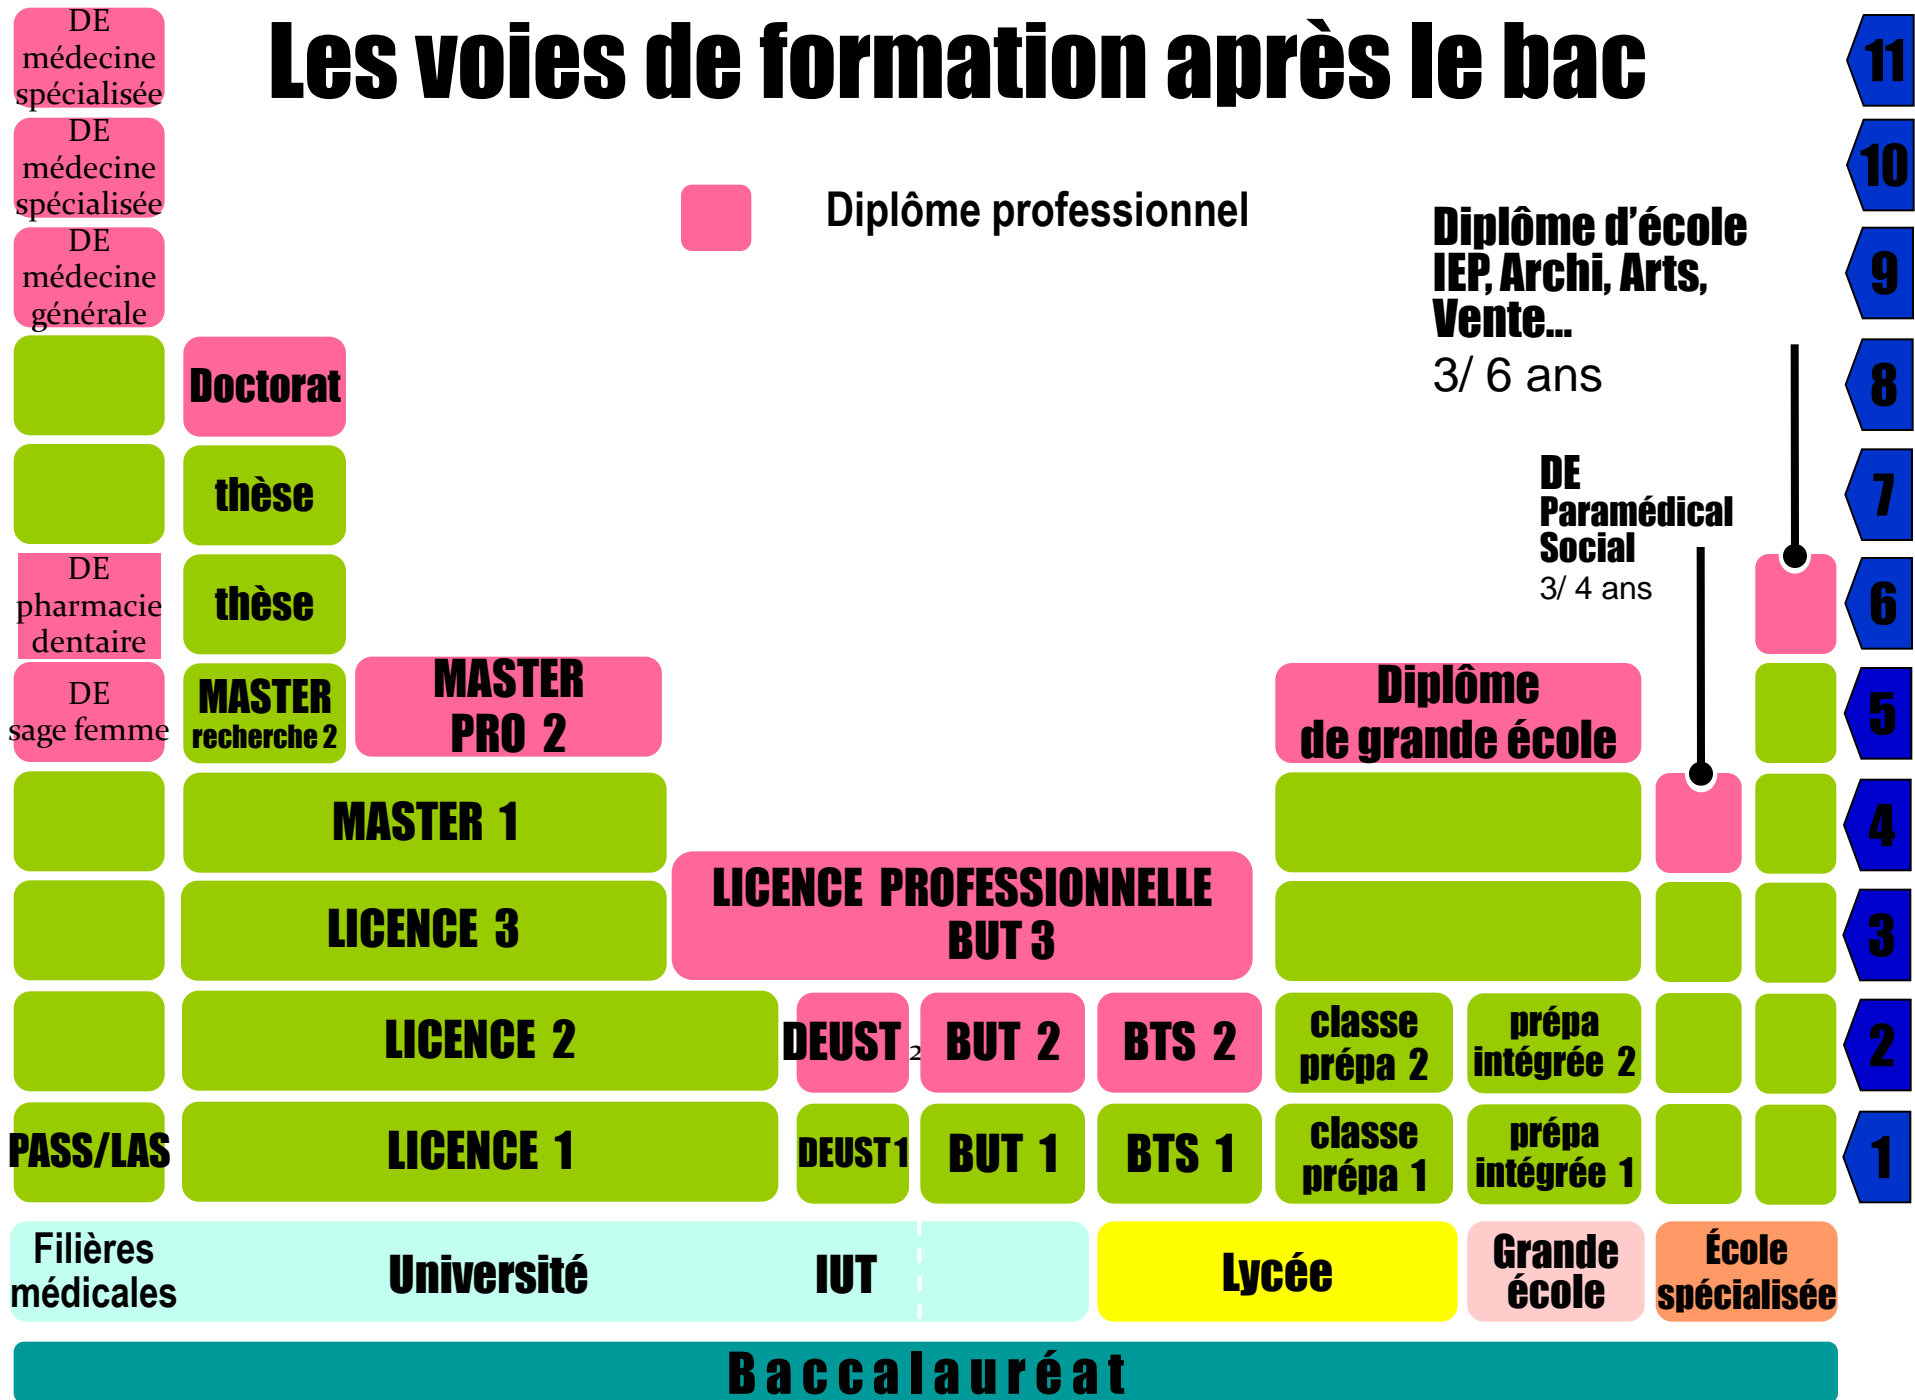 Les voies de formation après le bac
DE
médecine
spécialisée
11
DE
médecine
spécialisée
10
Diplôme professionnel
Diplôme d'école
IEP, Archi, Arts,
Vente...
3/ 6 ans
DE
médecine
générale
9
Doctorat
8
thèse
DE
Paramédical
Social
3/ 4 ans
7
DE
pharmacie
dentaire
thèse
6
DE
sage femme
MASTER
recherche 2
MASTER
PRO 2
Diplôme
de grande école
5
MASTER 1
4
LICENCE 3
LICENCE PROFESSIONNELLE
BUT 3
3
LICENCE 2
DEUST 2
BUT 2
BTS 2
classe
prépa 2
prépa
intégrée 2
2
PASS/LAS
LICENCE 1
DEUST 1
BUT 1
BTS 1
classe
prépa 1
prépa
intégrée 1
1
Filières
médicales
Université
IUT
Lycée
Grande
école
École
spécialisée
Baccalauréat